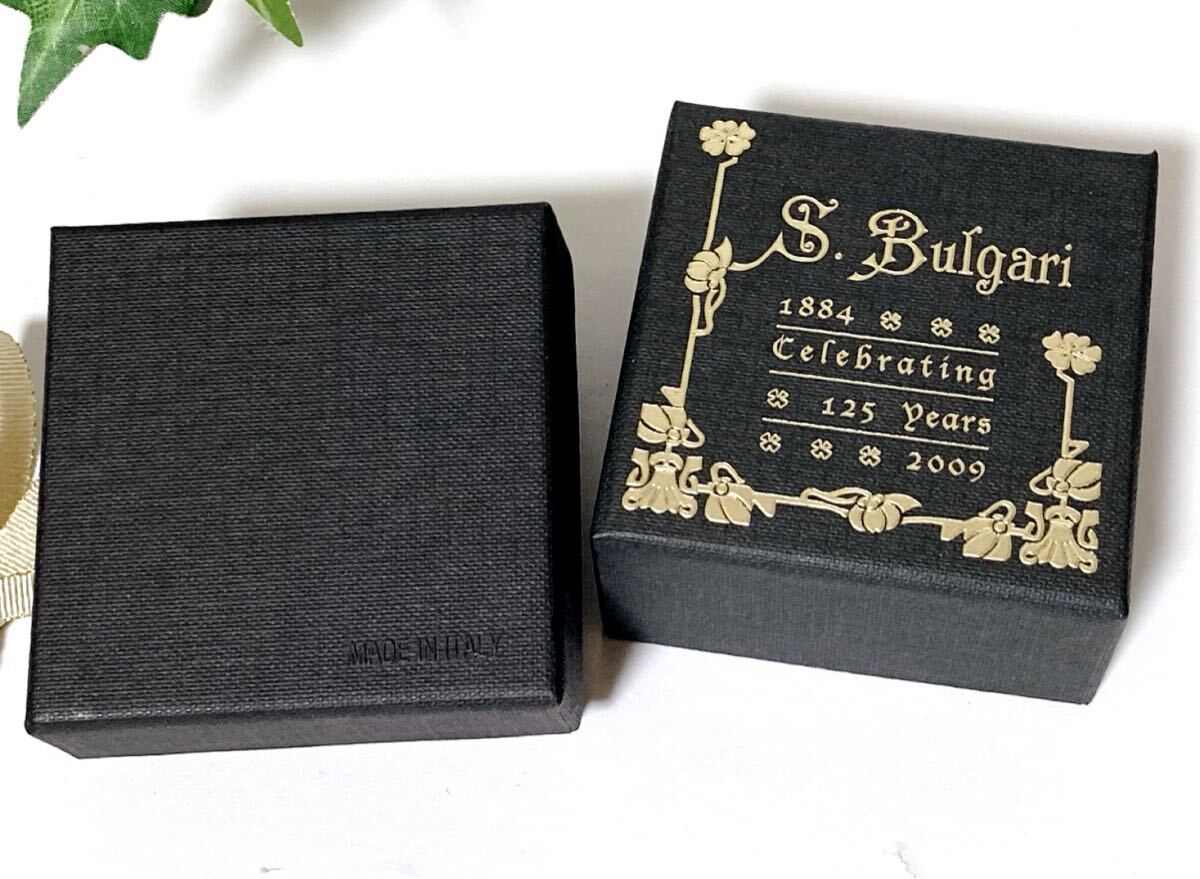 S. Bulgari
1884
Celebrating
125 Years
2009
MADE IN ITALY